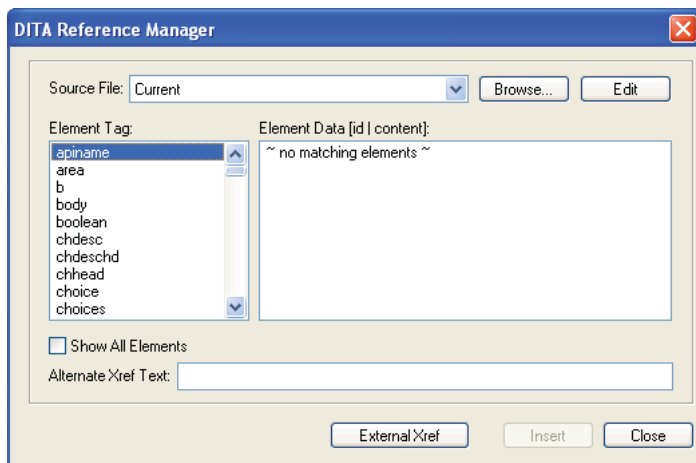 DITA Reference Manager
Source File: Current Browse... Edit
Element Tag: Element Data [id | content]:
apiname ~ no matching elements ~
area
b
body
boolean
chdesc
chdeschd
chhead
choice
choices
Show All Elements
Alternate Xref Text:
External Xref Insert Close